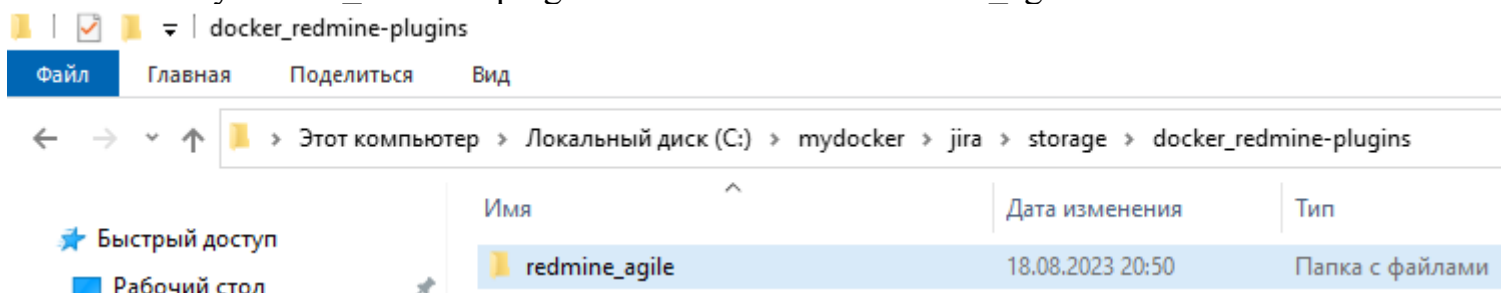 docker_redmine-plugins
Файл Главная Поделиться Вид
Этот компьютер > Локальный диск (C:) > mydocker > jira > storage > docker_redmine-plugins
Имя Дата изменения Тип
Быстрый доступ
redmine_agile 18.08.2023 20:50 Папка с файлами
Рабочий стол